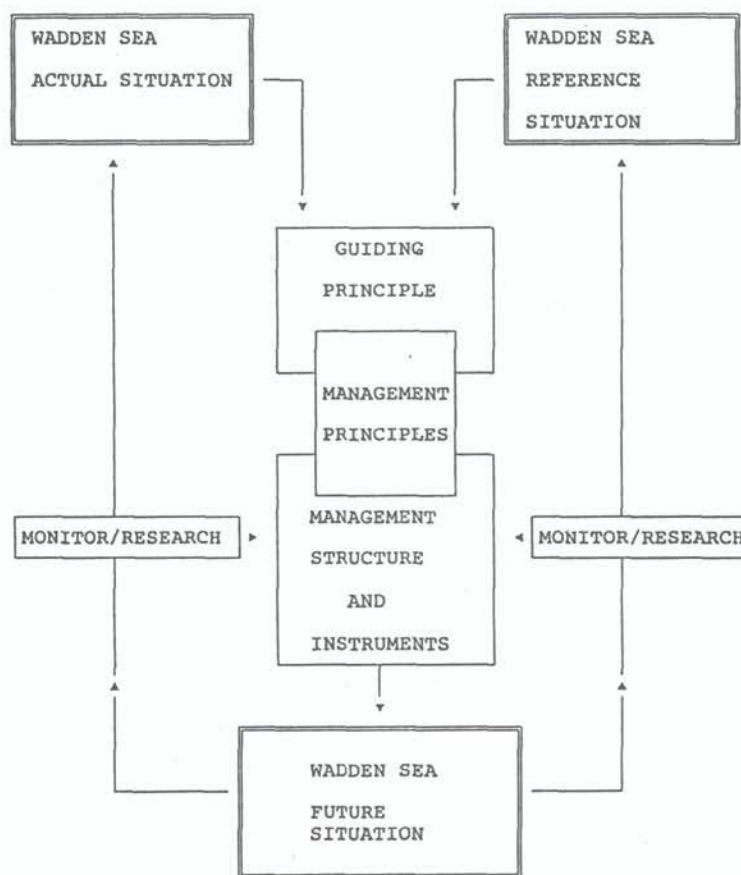 WADDEN SEA
ACTUAL SITUATION
WADDEN SEA
REFERENCE
SITUATION
GUIDING
PRINCIPLE
MANAGEMENT
PRINCIPLES
MONITOR/RESEARCH
MANAGEMENT
STRUCTURE
AND
INSTRUMENTS
MONITOR/RESEARCH
WADDEN SEA
FUTURE
SITUATION